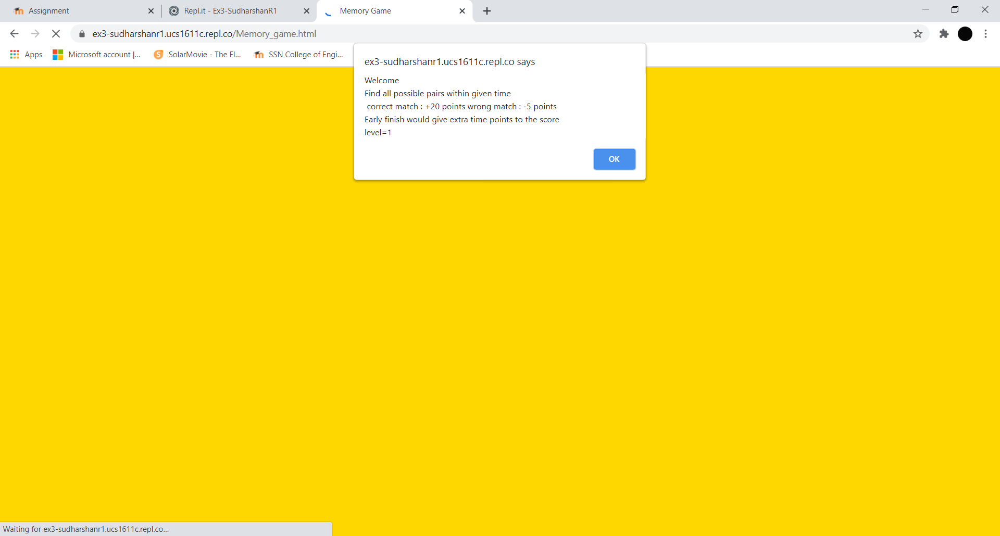 Assignment
Repl.it - Ex3-SudharshanR1
Memory Game
ex3-sudharshanr1.ucs1611c.repl.co/Memory_game.html
Apps
Microsoft account |...
SolarMovie - The Fl...
SSN College of Engi...
ex3-sudharshanr1.ucs1611c.repl.co says
Welcome
Find all possible pairs within given time
correct match : +20 points wrong match : -5 points
Early finish would give extra time points to the score
level=1
OK
Waiting for ex3-sudharshanr1.ucs1611c.repl.co...